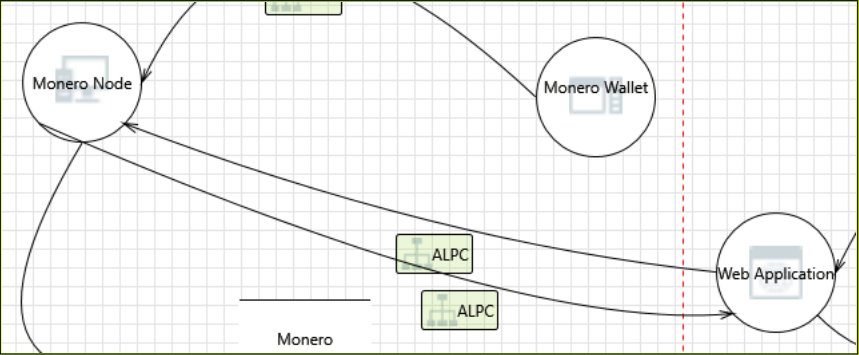 Monero Node
Monero Wallet
ALPC
Web Application
ALPC
Monero